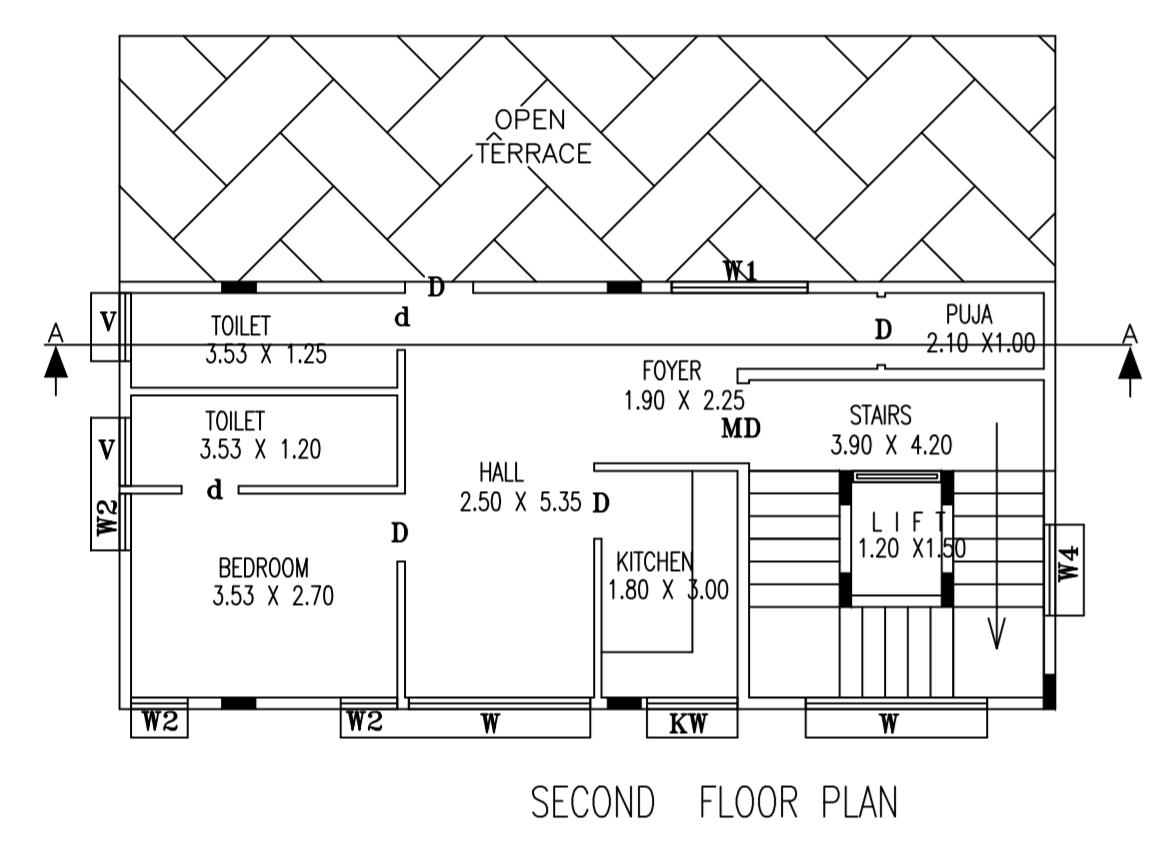 OPEN
TERRACE
W1
D
V
TOILET
3.53 X 1.25
d
D
PUJA
2.10 X1.00
A
A
FOYER
1.90 X 2.25
MD
STAIRS
3.90 X 4.20
TOILET
3.53 X 1.20
V
W2
d
HALL
2.50 X 5.35
D
D
LIFT
1.20 X1.50
W4
BEDROOM
3.53 X 2.70
KITCHEN
1.80 X 3.00
W2
W2
W
KW
W
SECOND FLOOR PLAN